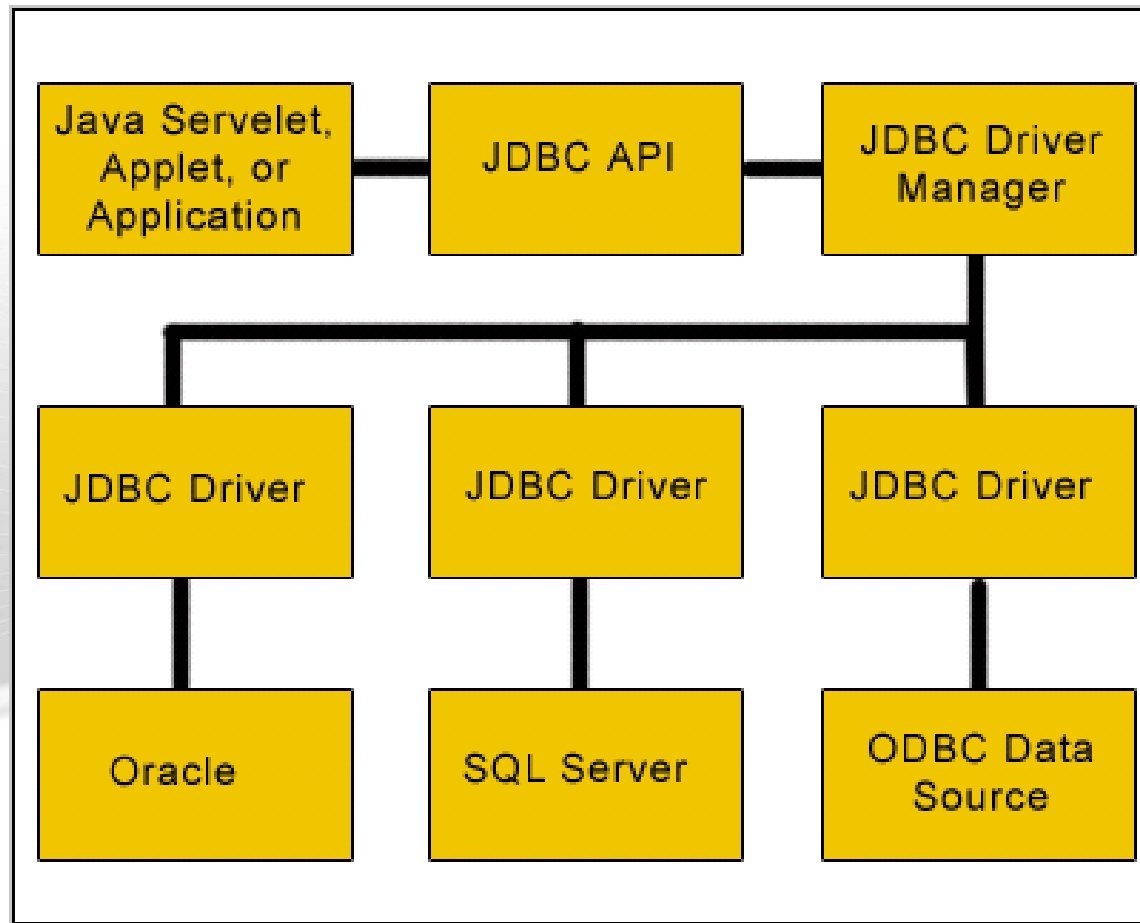 Java Servelet,
Applet, or
Application
JDBC API
JDBC Driver
Manager
JDBC Driver
JDBC Driver
JDBC Driver
Oracle
SQL Server
ODBC Data
Source